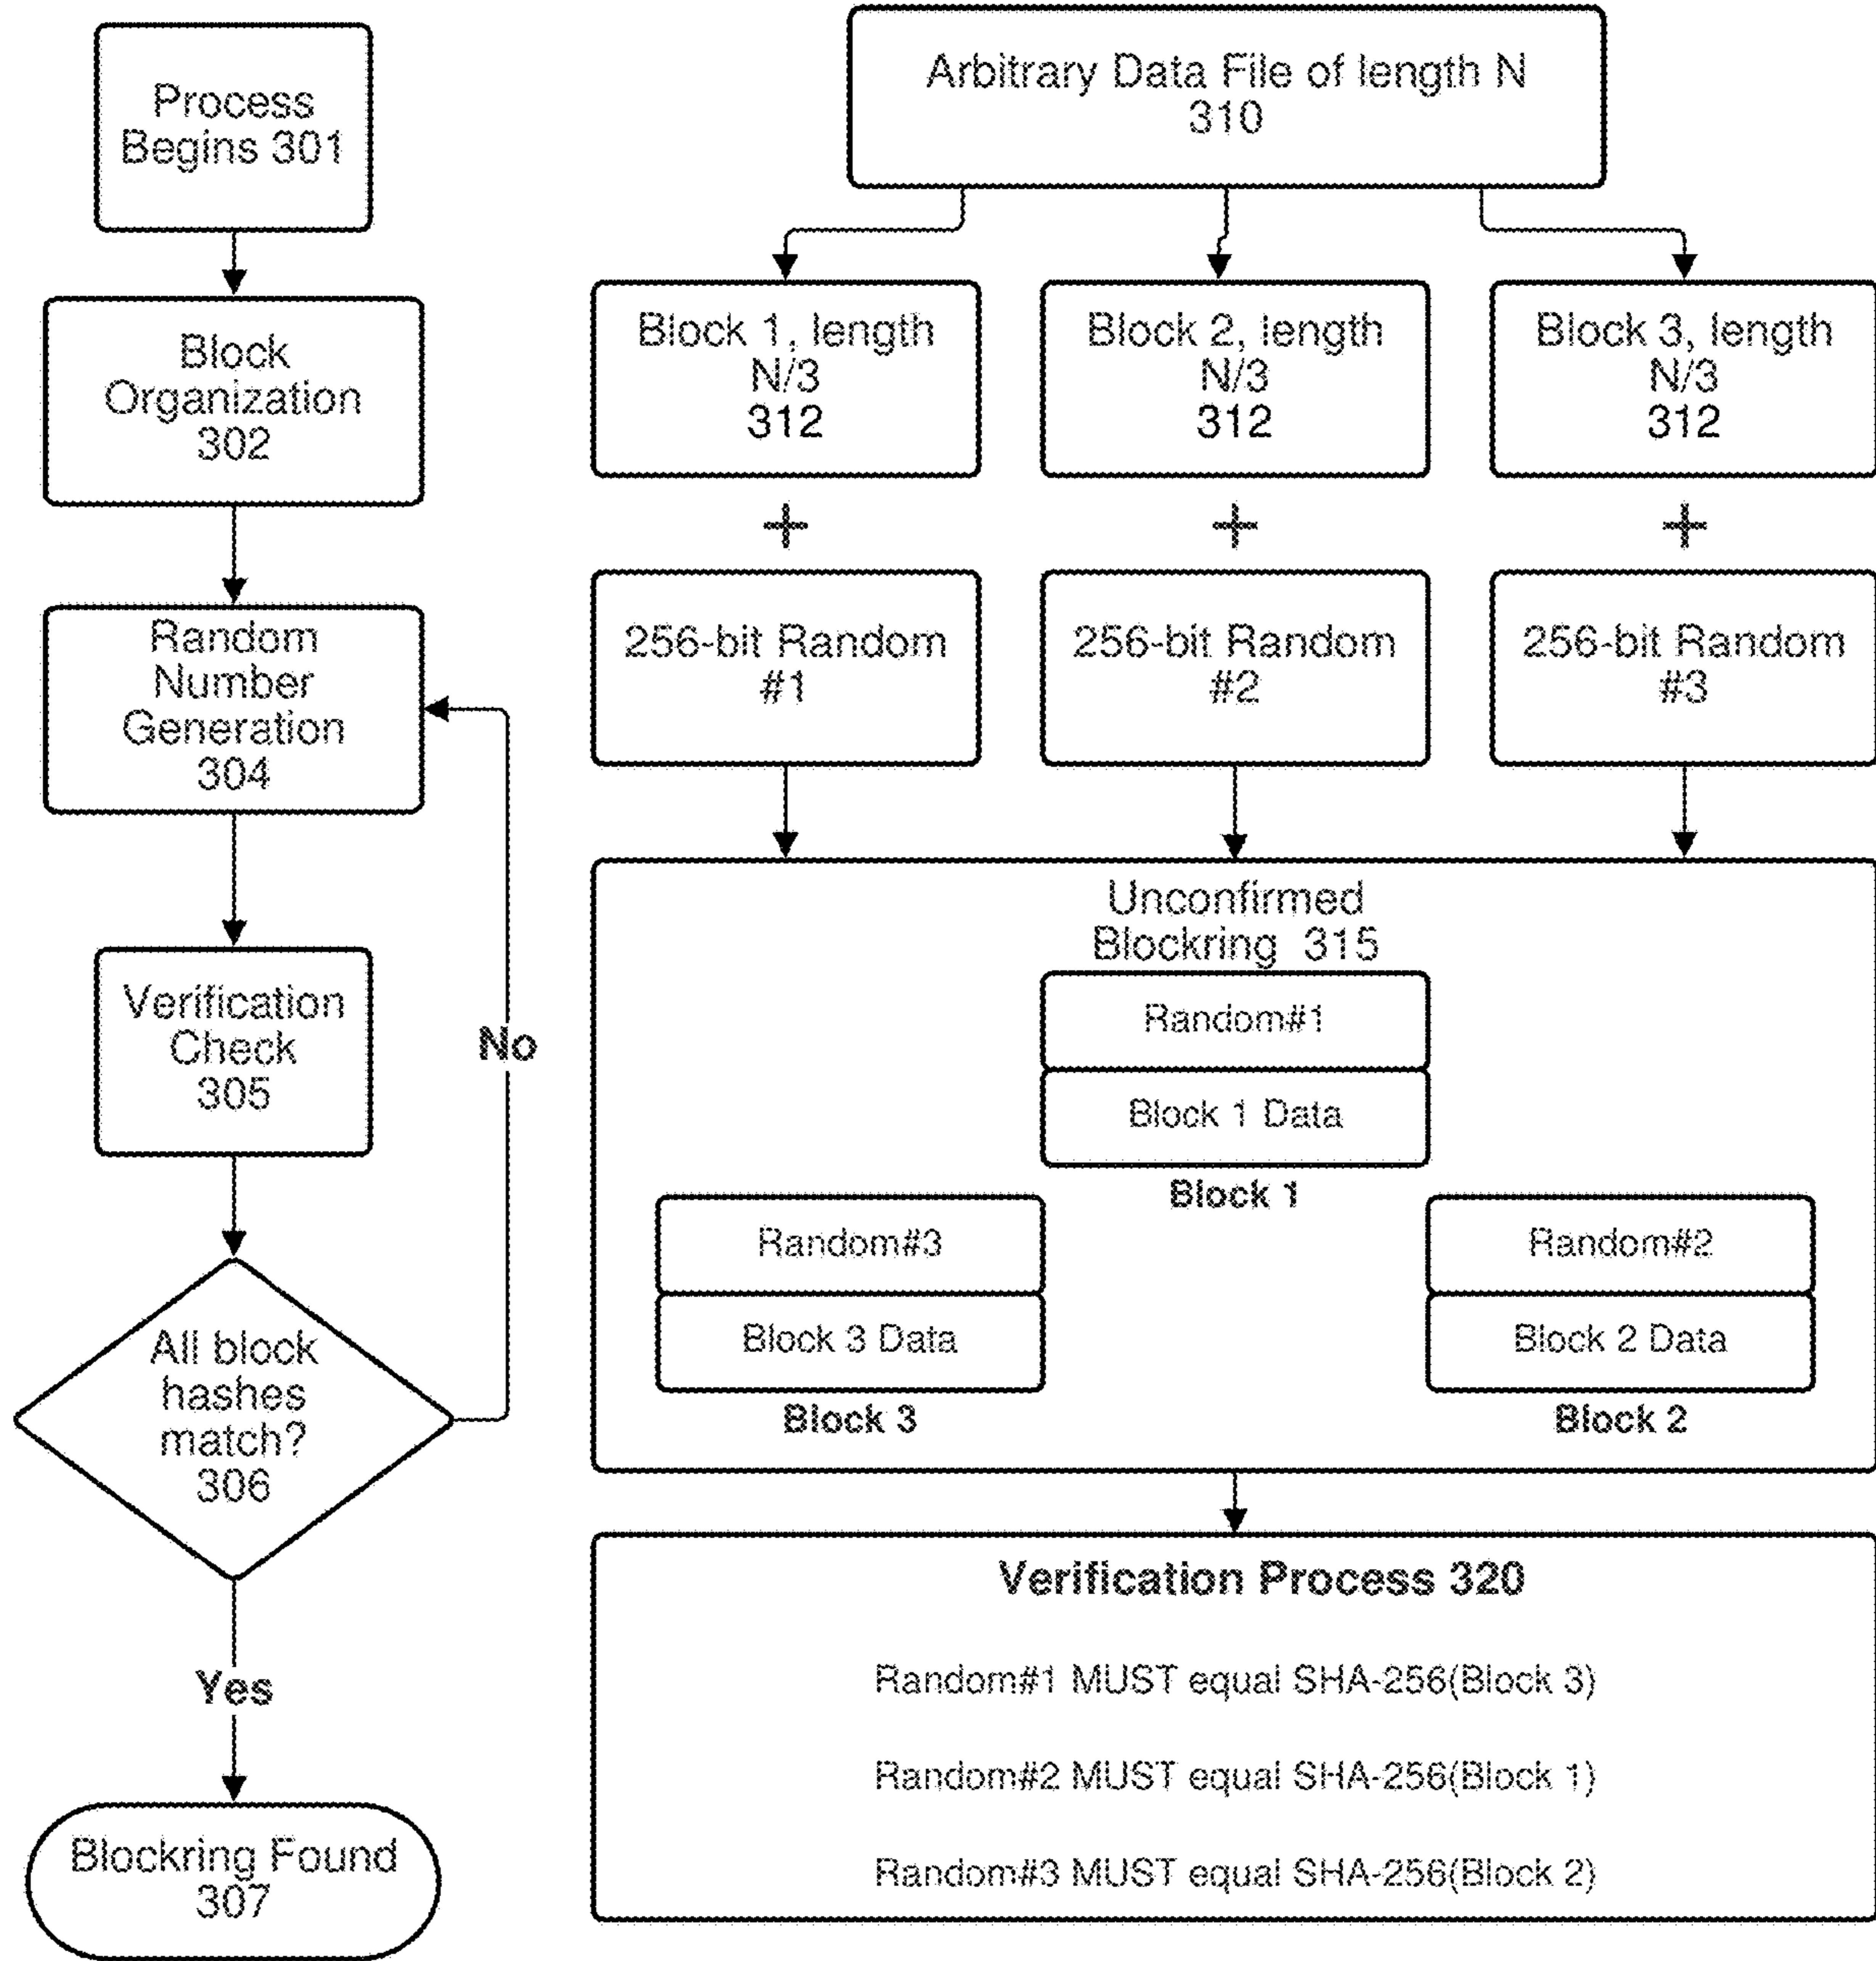 Process
Begins 301
Block
Organization
302
Random
Number
Generation
304
Verification
Check
305
No
All block
hashes
match?
306
Yes
Blockring Found
307
Arbitrary Data File of length N
310
Block 1, length
N/3
312
Block 2, length
N/3
312
Block 3, length
N/3
312
+
+
+
256-bit Random
#1
256-bit Random
#2
256-bit Random
#3
Unconfirmed
Blockring 315
Random#1
Block 1 Data
Block 1
Random#3
Block 3 Data
Block 3
Random#2
Block 2 Data
Block 2
Verification Process 320
Random#1 MUST equal SHA-256(Block 3)
Random#2 MUST equal SHA-256(Block 1)
Random#3 MUST equal SHA-256(Block 2)